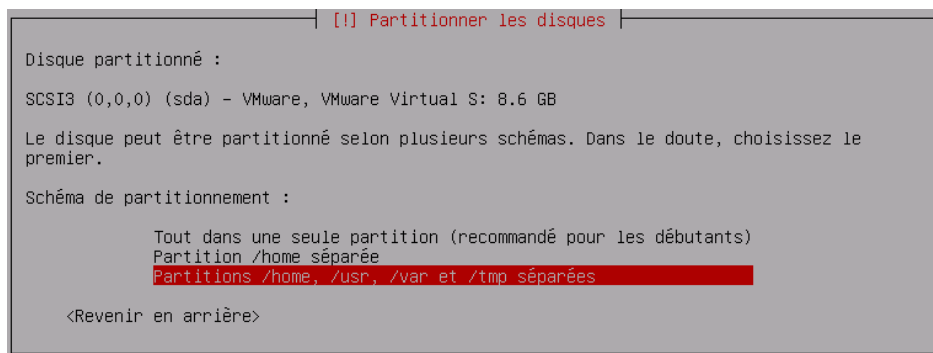 [!] Partitionner les disques
Disque partitionné :
SCSI3 (0,0,0) (sda) – VMware, VMware Virtual S: 8.6 GB
Le disque peut être partitionné selon plusieurs schémas. Dans le doute, choisissez le
premier.
Schéma de partitionnement :
Tout dans une seule partition (recommandé pour les débutants)
Partition /home séparée
Partitions /home, /usr, /var et /tmp séparées
<Revenir en arrière>